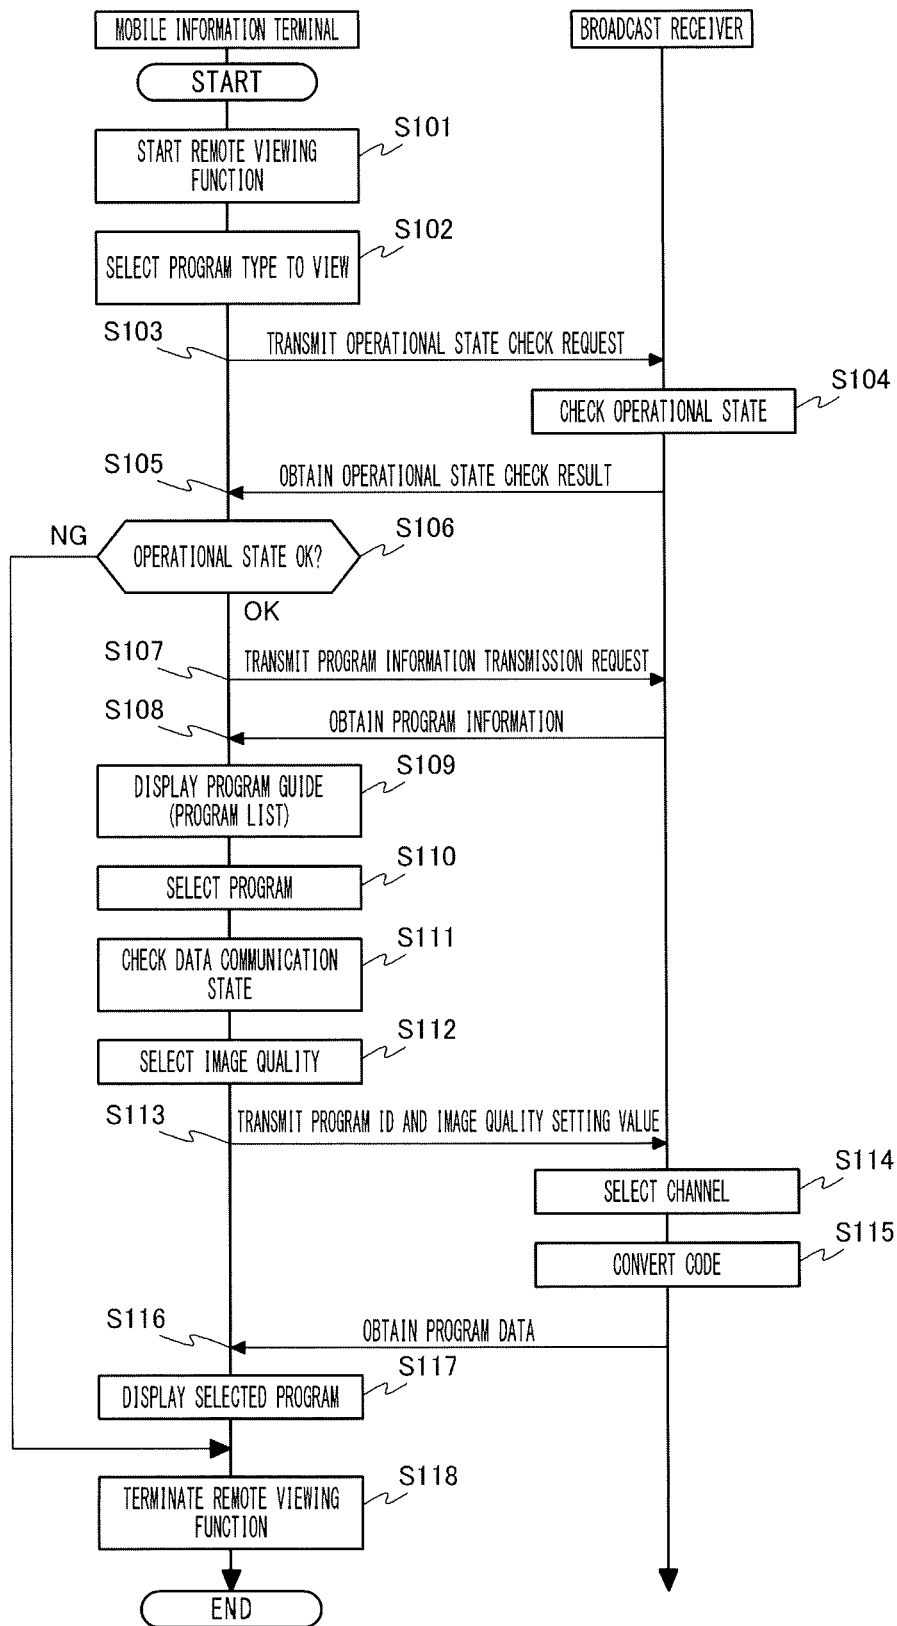 MOBILE INFORMATION TERMINAL
BROADCAST RECEIVER
START
S101
START REMOTE VIEWING
FUNCTION
S102
SELECT PROGRAM TYPE TO VIEW
S103
TRANSMIT OPERATIONAL STATE CHECK REQUEST
S104
CHECK OPERATIONAL STATE
S105
OBTAIN OPERATIONAL STATE CHECK RESULT
NG
S106
OPERATIONAL STATE OK?
OK
S107
TRANSMIT PROGRAM INFORMATION TRANSMISSION REQUEST
S108
OBTAIN PROGRAM INFORMATION
S109
DISPLAY PROGRAM GUIDE
(PROGRAM LIST)
S110
SELECT PROGRAM
S111
CHECK DATA COMMUNICATION
STATE
S112
SELECT IMAGE QUALITY
S113
TRANSMIT PROGRAM ID AND IMAGE QUALITY SETTING VALUE
S114
SELECT CHANNEL
S115
CONVERT CODE
S116
OBTAIN PROGRAM DATA
S117
DISPLAY SELECTED PROGRAM
S118
TERMINATE REMOTE VIEWING
FUNCTION
END